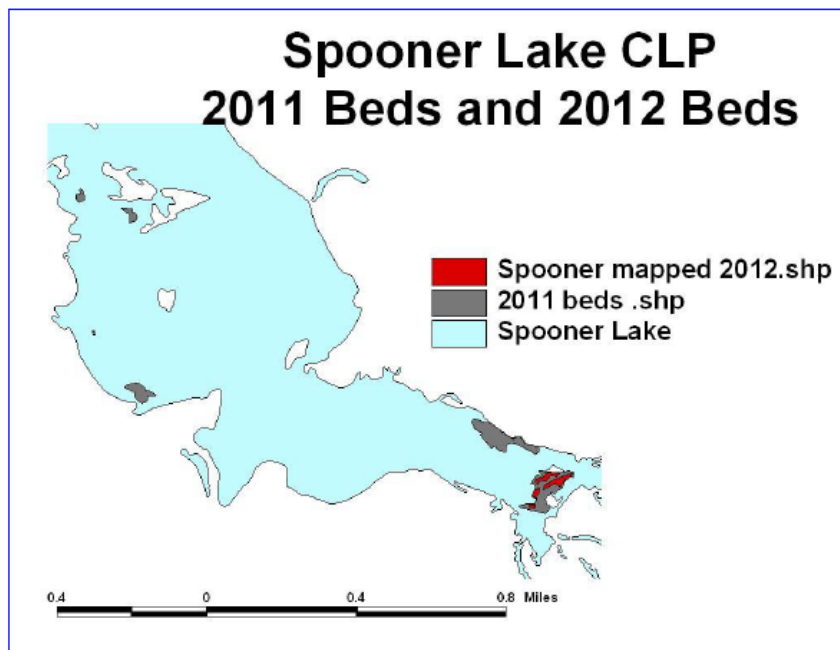 Spooner Lake CLP
2011 Beds and 2012 Beds
Spooner mapped 2012.shp
2011 beds .shp
Spooner Lake
0.4 0 0.4 0.8 Miles